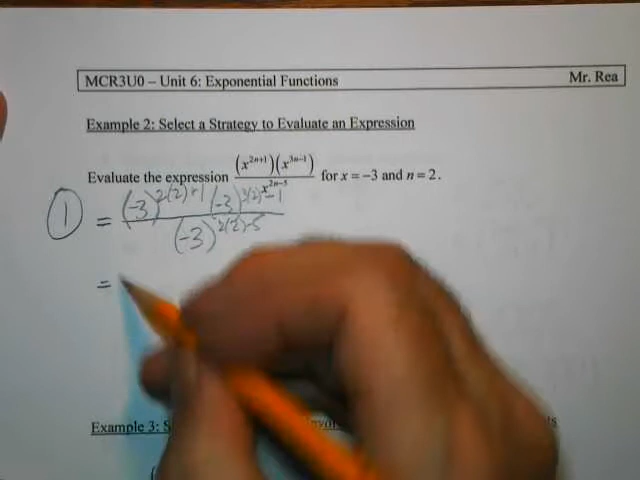 MCR3U0 – Unit 6: Exponential Functions Mr. Rea
Example 2: Select a Strategy to Evaluate an Expression
Evaluate the expression (x^{2n+1})(x^{3n-1}) / x^{2n-5} for x = −3 and n = 2.
① = (-3)^{2(2)+1} (-3)^{3(2)-1} / (-3)^{2(2)-5}
=
Example 3: S